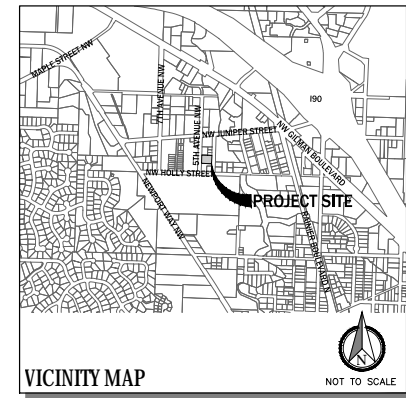 MAPLE STREET NW
7TH AVENUE NW
5TH AVENUE NW
I90
NW JUNIPER STREET
NW GILMAN BOULEVARD
NW HOLLY STREET
NEWPORT WAY NW
PROJECT SITE
RAINIER BOULEVARD N
VICINITY MAP
N
NOT TO SCALE